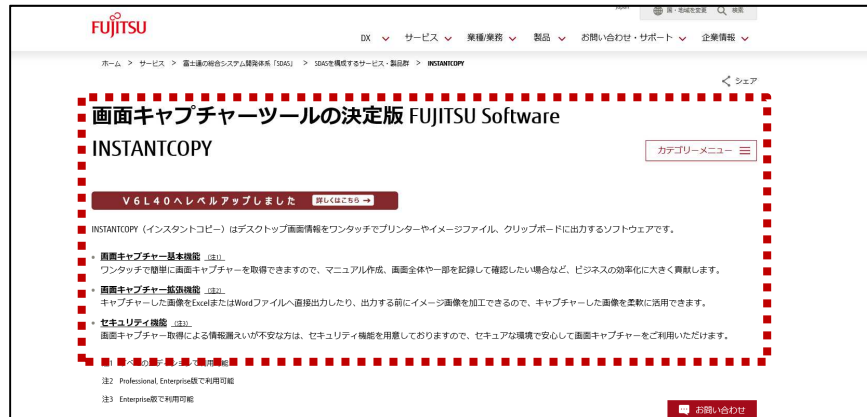 Japan
国・地域を変更 検索
FUJITSU
DX サービス 業種/業務 製品 お問い合わせ・サポート 企業情報
ホーム > サービス > 富士通の総合システム開発体系「SDAS」 > SDASを構成するサービス・製品群 > INSTANTCOPY
シェア
画面キャプチャーツールの決定版 FUJITSU Software
INSTANTCOPY
カテゴリーメニュー
V6L40へレベルアップしました 詳しくはこちら →
INSTANTCOPY（インスタントコピー）はデスクトップ画面情報をワンタッチでプリンターやイメージファイル、クリップボードに出力するソフトウェアです。
画面キャプチャー基本機能 （注1）
ワンタッチで簡単に画面キャプチャーを取得できますので、マニュアル作成、画面全体や一部を記録して確認したい場合など、ビジネスの効率化に大きく貢献します。
画面キャプチャー拡張機能 （注2）
キャプチャーした画像をExcelまたはWordファイルへ直接出力したり、出力する前にイメージ画像を加工できるので、キャプチャーした画像を柔軟に活用できます。
セキュリティ機能 （注3）
画面キャプチャー取得による情報漏えいが不安な方は、セキュリティ機能を用意しておりますので、セキュアな環境で安心して画面キャプチャーをご利用いただけます。
注2 Professional, Enterprise版で利用可能
注3 Enterprise版で利用可能
お問い合わせ